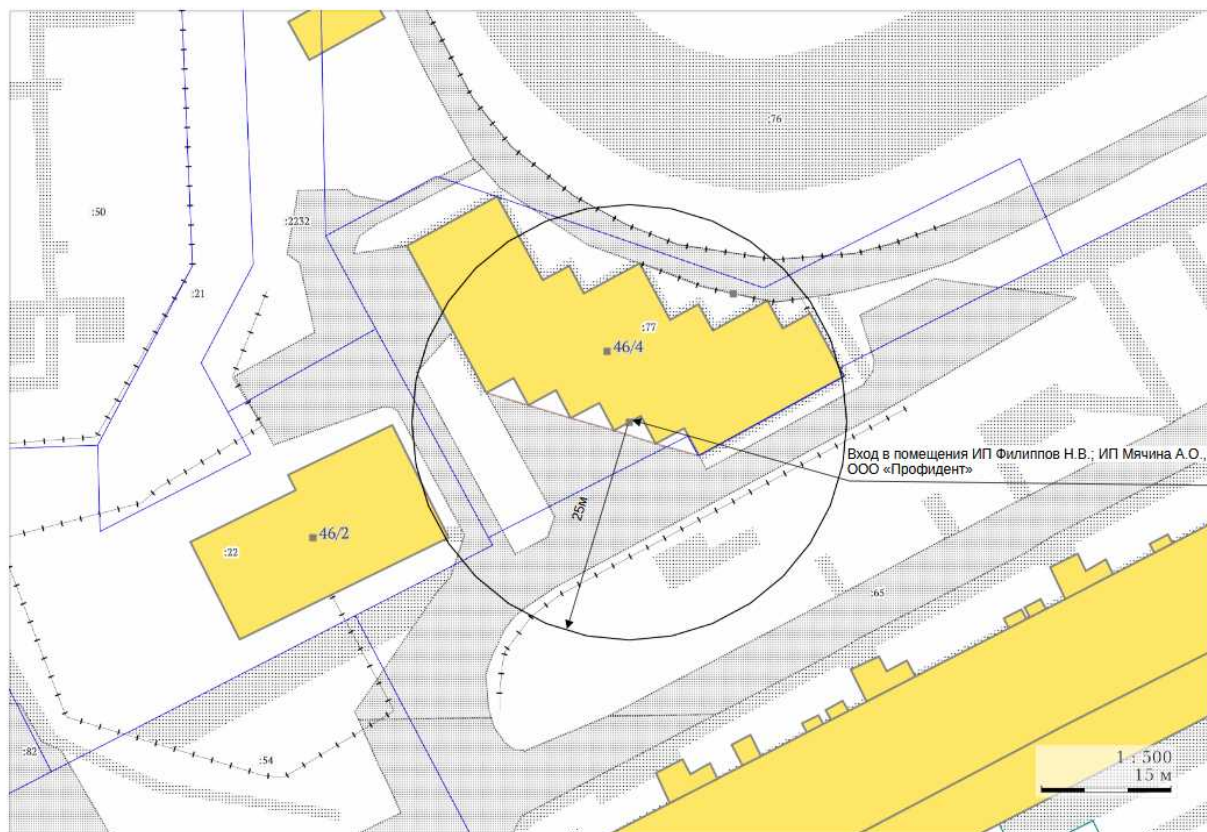 :76
:50
:2232
:21
:77
46/4
Вход в помещения ИП Филиппов Н.В.; ИП Мячина А.О.,
ООО «Профидент»
25м
46/2
:22
:65
:82
:54
1 : 500
15 м